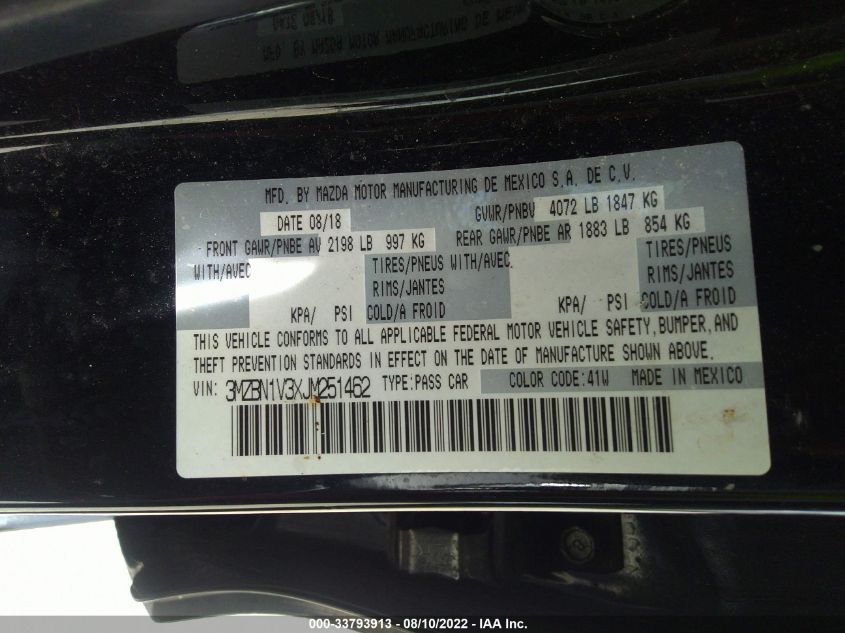 MFD. BY MAZDA MOTOR MANUFACTURING DE MEXICO S.A. DE C.V.
DATE 08/18 GVWR/PNBV 4072 LB 1847 KG
FRONT GAWR/PNBE AV 2198 LB 997 KG REAR GAWR/PNBE AR 1883 LB 854 KG
WITH/AVEC TIRES/PNEUS WITH/AVEC TIRES/PNEUS
RIMS/JANTES RIMS/JANTES
KPA/ PSI COLD/A FROID KPA/ PSI COLD/A FROID
THIS VEHICLE CONFORMS TO ALL APPLICABLE FEDERAL MOTOR VEHICLE SAFETY, BUMPER, AND
THEFT PREVENTION STANDARDS IN EFFECT ON THE DATE OF MANUFACTURE SHOWN ABOVE.
VIN: 3MZBN1V3XJM251462 TYPE:PASS CAR COLOR CODE:41W MADE IN MEXICO
000-33793913 - 08/10/2022 - IAA Inc.